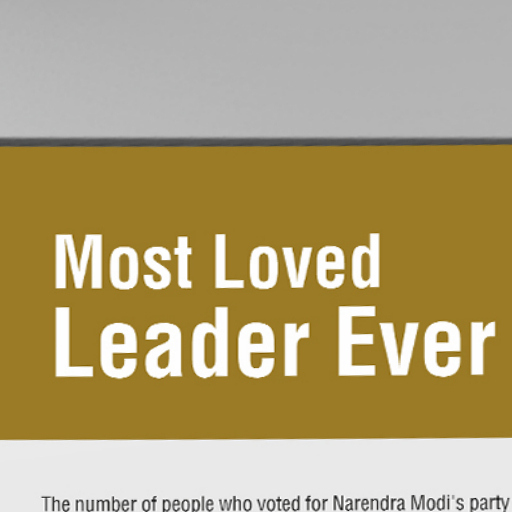 Most Loved
Leader Ever
The number of people who voted for Narendra Modi's party